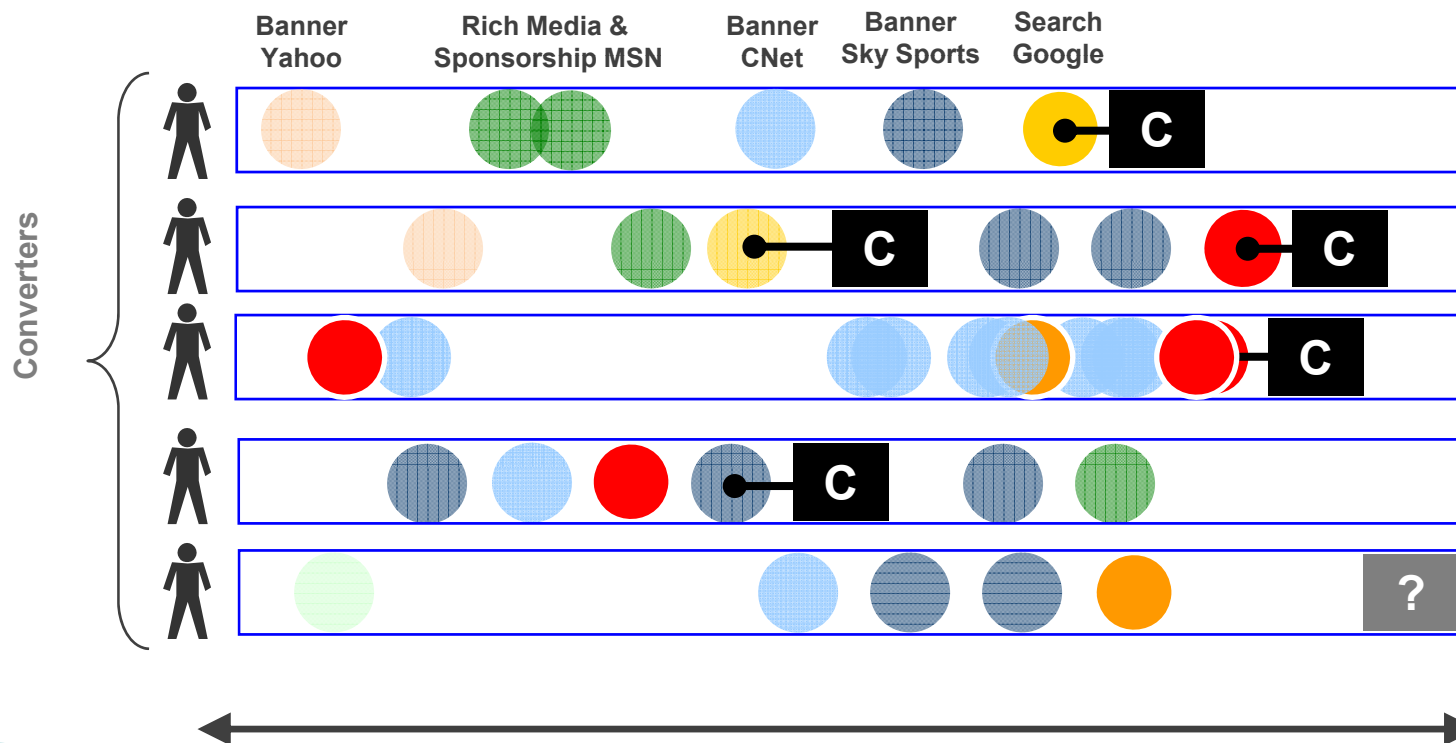 Banner
Yahoo
Rich Media &
Sponsorship MSN
Banner
CNet
Banner
Sky Sports
Search
Google
Converters
C
C
C
C
C
?